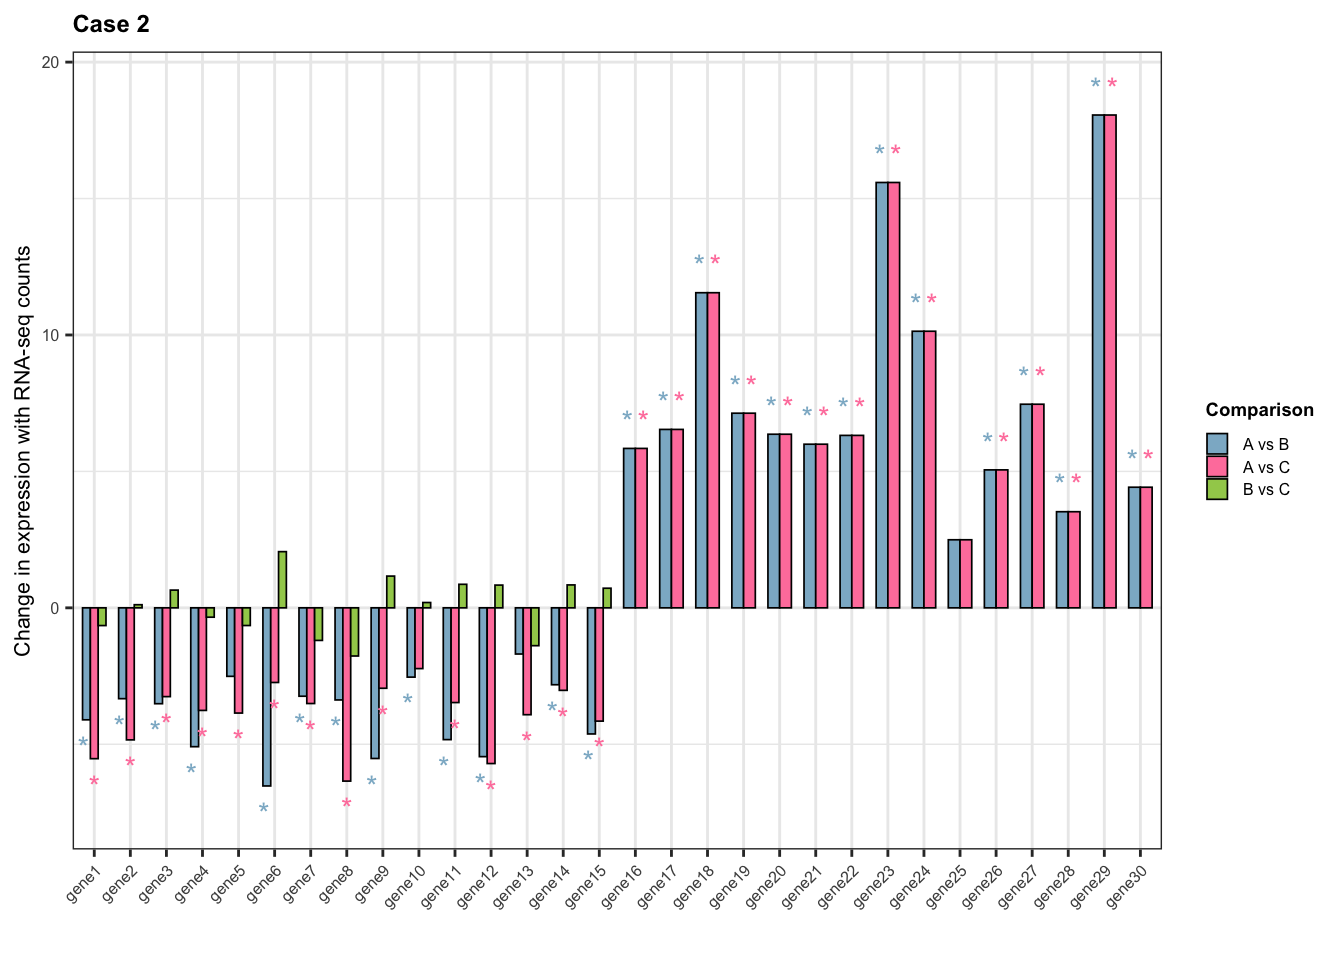 Case 2
20
10
0
Change in expression with RNA-seq counts
* * * * * * * * * * * * * * * * * * * * * * * * * * * *
* * * * * * * * * * * * * * * * * * * * * * * * * *
gene1
gene2
gene3
gene4
gene5
gene6
gene7
gene8
gene9
gene10
gene11
gene12
gene13
gene14
gene15
gene16
gene17
gene18
gene19
gene20
gene21
gene22
gene23
gene24
gene25
gene26
gene27
gene28
gene29
gene30
Comparison
A vs B
A vs C
B vs C